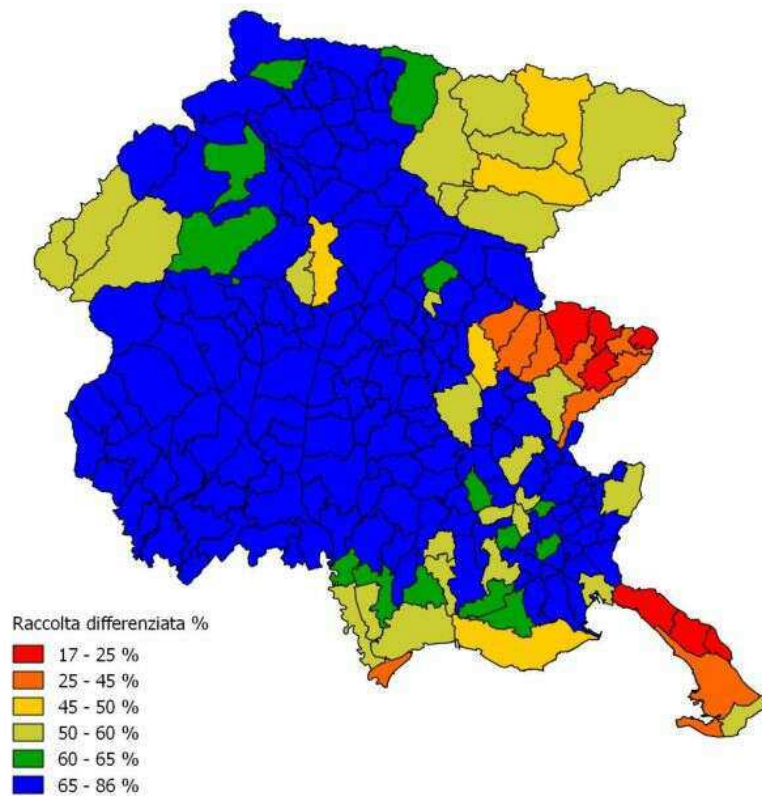 Raccolta differenziata %
17 - 25 %
25 - 45 %
45 - 50 %
50 - 60 %
60 - 65 %
65 - 86 %